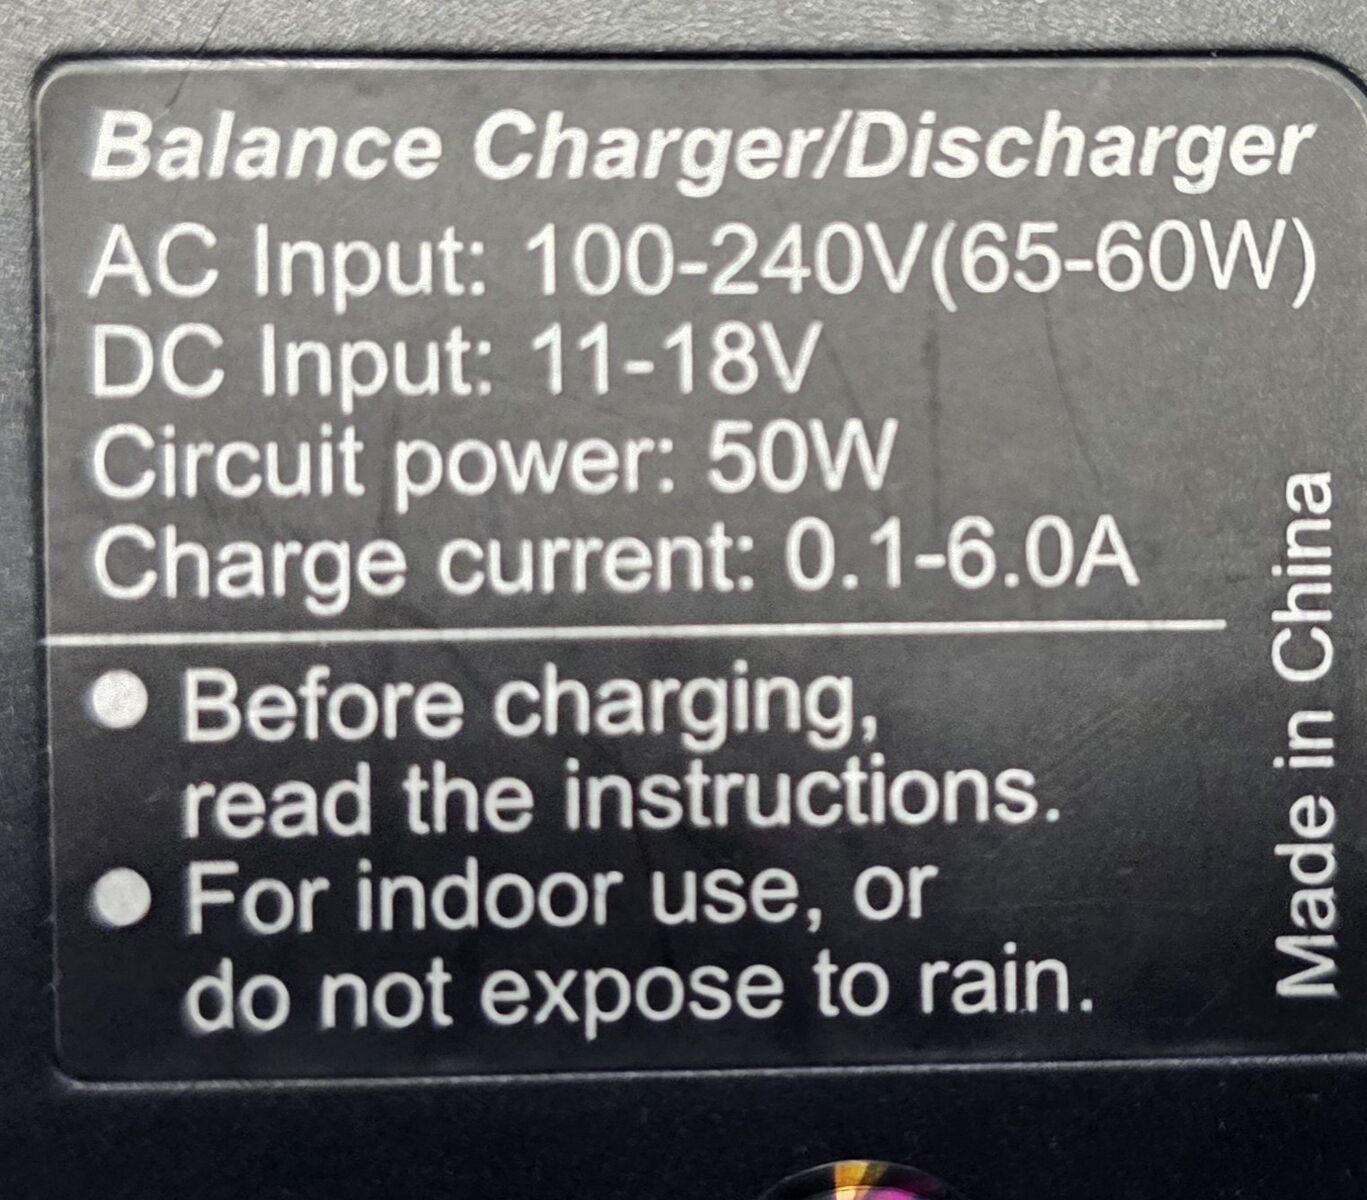 Balance Charger/Discharger
AC Input: 100-240V(65-60W)
DC Input: 11-18V
Circuit power: 50W
Charge current: 0.1-6.0A
● Before charging,
read the instructions.
● For indoor use, or
do not expose to rain.
Made in China